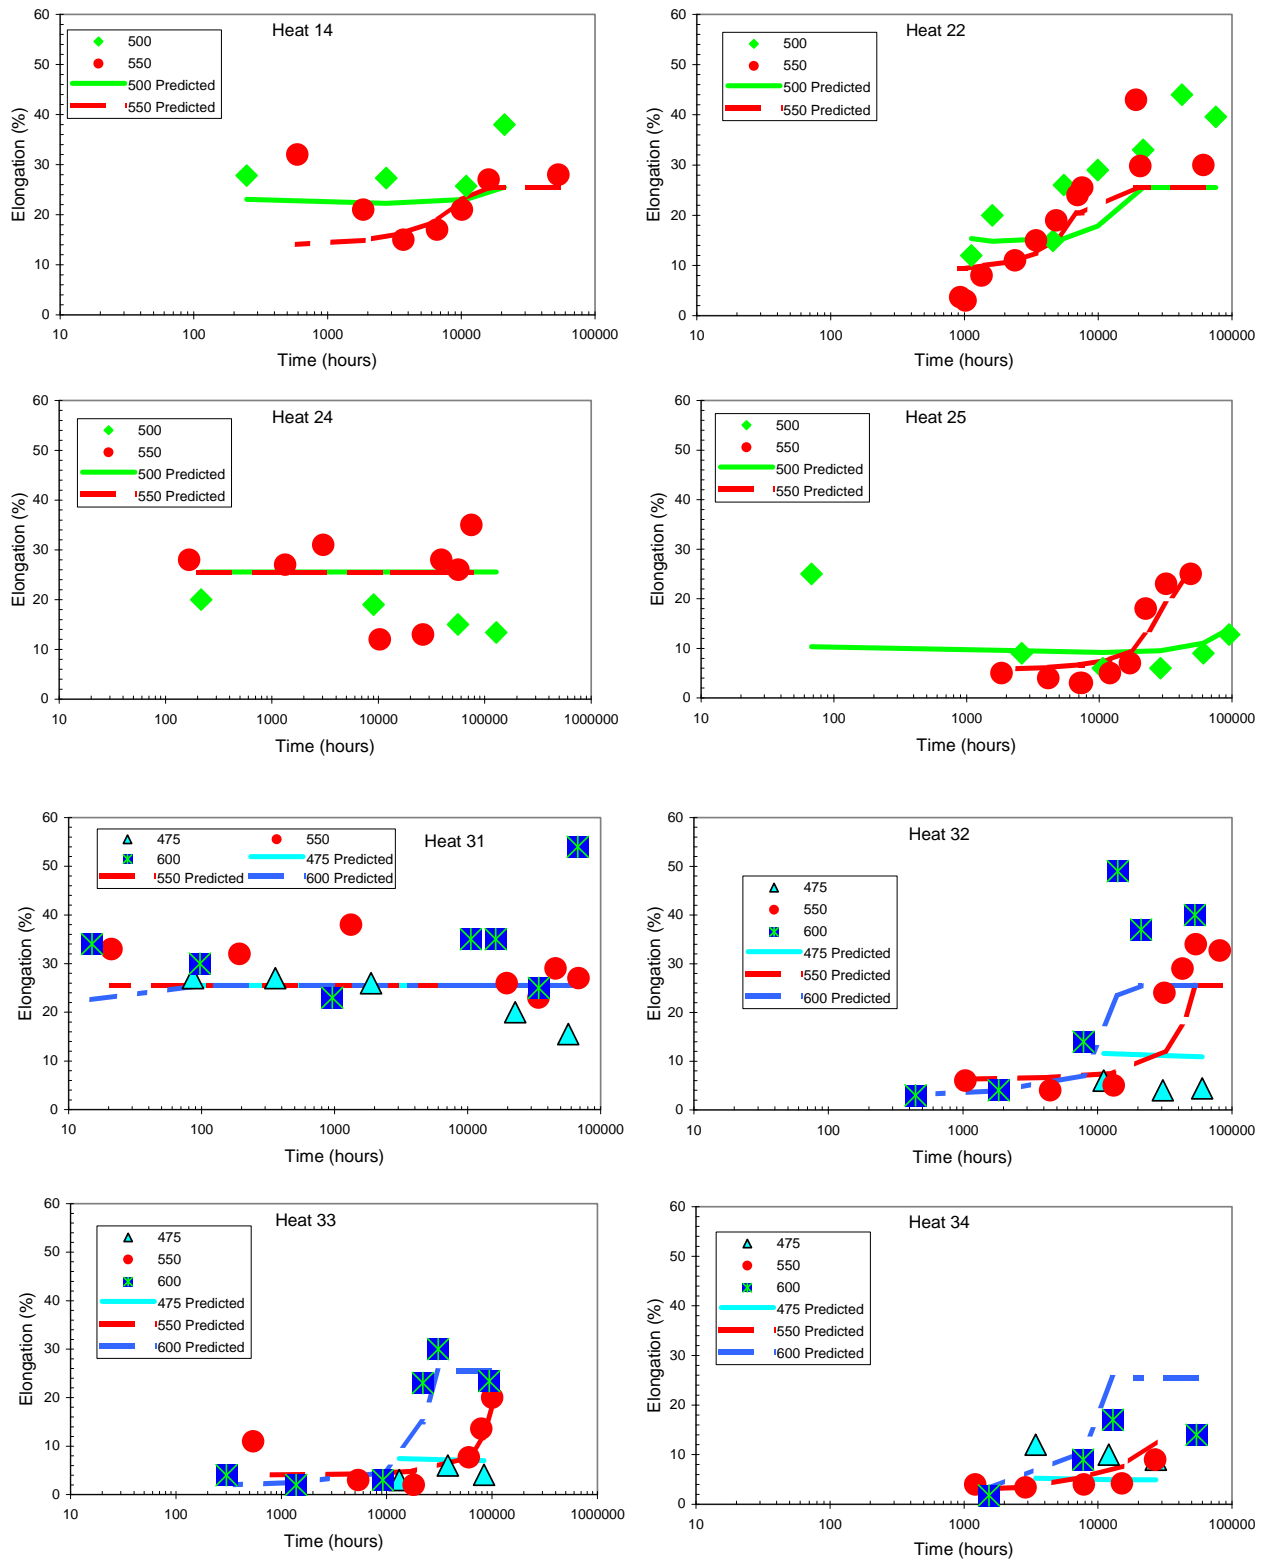 Heat 14
500
550
500 Predicted
550 Predicted
Elongation (%)
60
50
40
30
20
10
0
10 100 1000 10000 100000
Time (hours)
Heat 22
500
550
500 Predicted
550 Predicted
Elongation (%)
60
50
40
30
20
10
0
10 100 1000 10000 100000
Time (hours)
Heat 24
500
550
500 Predicted
550 Predicted
Elongation (%)
60
50
40
30
20
10
0
10 100 1000 10000 100000 1000000
Time (hours)
Heat 25
500
550
500 Predicted
550 Predicted
Elongation (%)
60
50
40
30
20
10
0
10 100 1000 10000 100000
Time (hours)
Heat 31
475 550
600 475 Predicted
550 Predicted 600 Predicted
Elongation (%)
60
50
40
30
20
10
0
10 100 1000 10000 100000
Time (hours)
Heat 32
475
550
600
475 Predicted
550 Predicted
600 Predicted
Elongation (%)
60
50
40
30
20
10
0
10 100 1000 10000 100000
Time (hours)
Heat 33
475
550
600
475 Predicted
550 Predicted
600 Predicted
Elongation (%)
60
50
40
30
20
10
0
10 100 1000 10000 100000 1000000
Time (hours)
Heat 34
475
550
600
475 Predicted
550 Predicted
600 Predicted
Elongation (%)
60
50
40
30
20
10
0
10 100 1000 10000 100000
Time (hours)